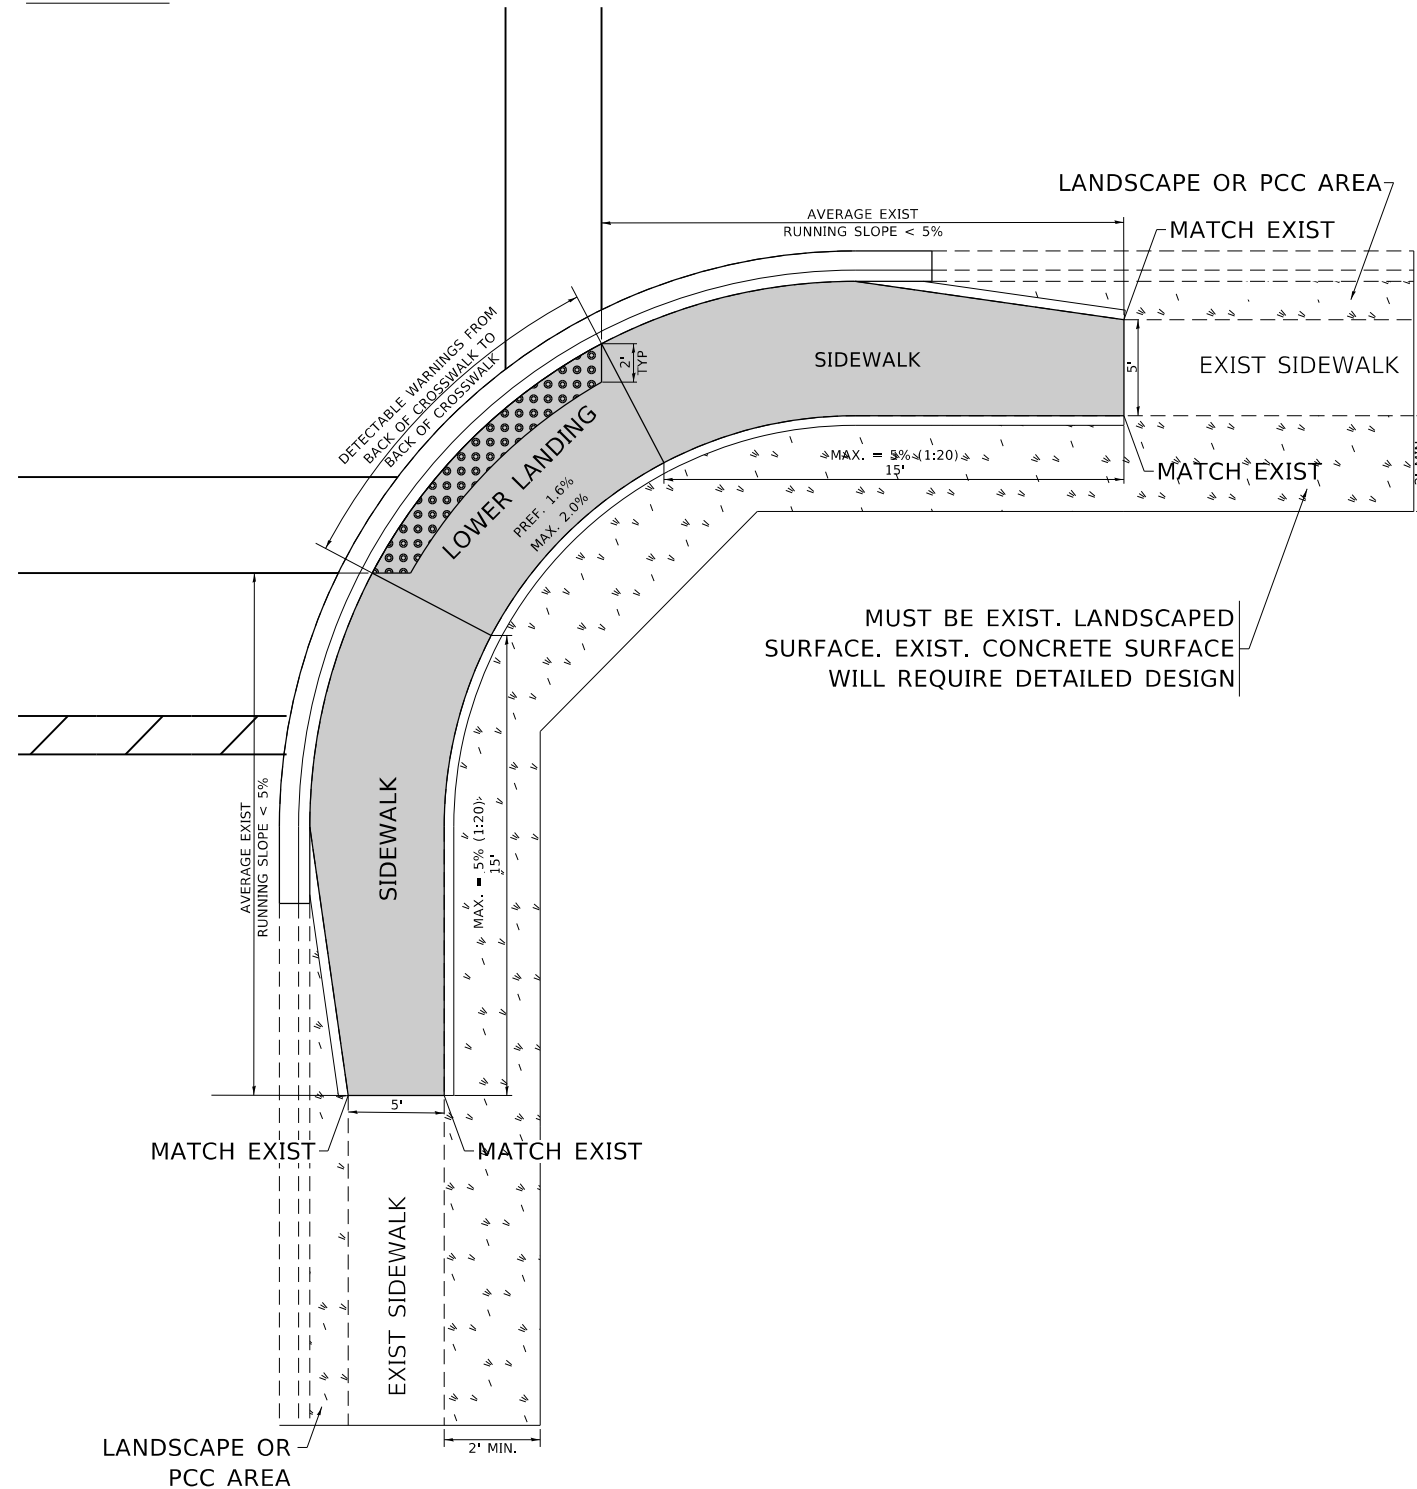 LANDSCAPE OR PCC AREA
AVERAGE EXIST
RUNNING SLOPE < 5%
MATCH EXIST
DETECTABLE WARNINGS FROM
BACK OF CROSSWALK TO
BACK OF CROSSWALK
2'
TYP
SIDEWALK
5'
EXIST SIDEWALK
LOWER LANDING
PREF. 1.6%
MAX. 2.0%
MAX. = 5% (1:20)
15'
MATCH EXIST
MUST BE EXIST. LANDSCAPED
SURFACE. EXIST. CONCRETE SURFACE
WILL REQUIRE DETAILED DESIGN
AVERAGE EXIST
RUNNING SLOPE < 5%
SIDEWALK
MAX. = 5% (1:20)
15'
5'
MATCH EXIST
MATCH EXIST
EXIST SIDEWALK
LANDSCAPE OR
PCC AREA
2' MIN.